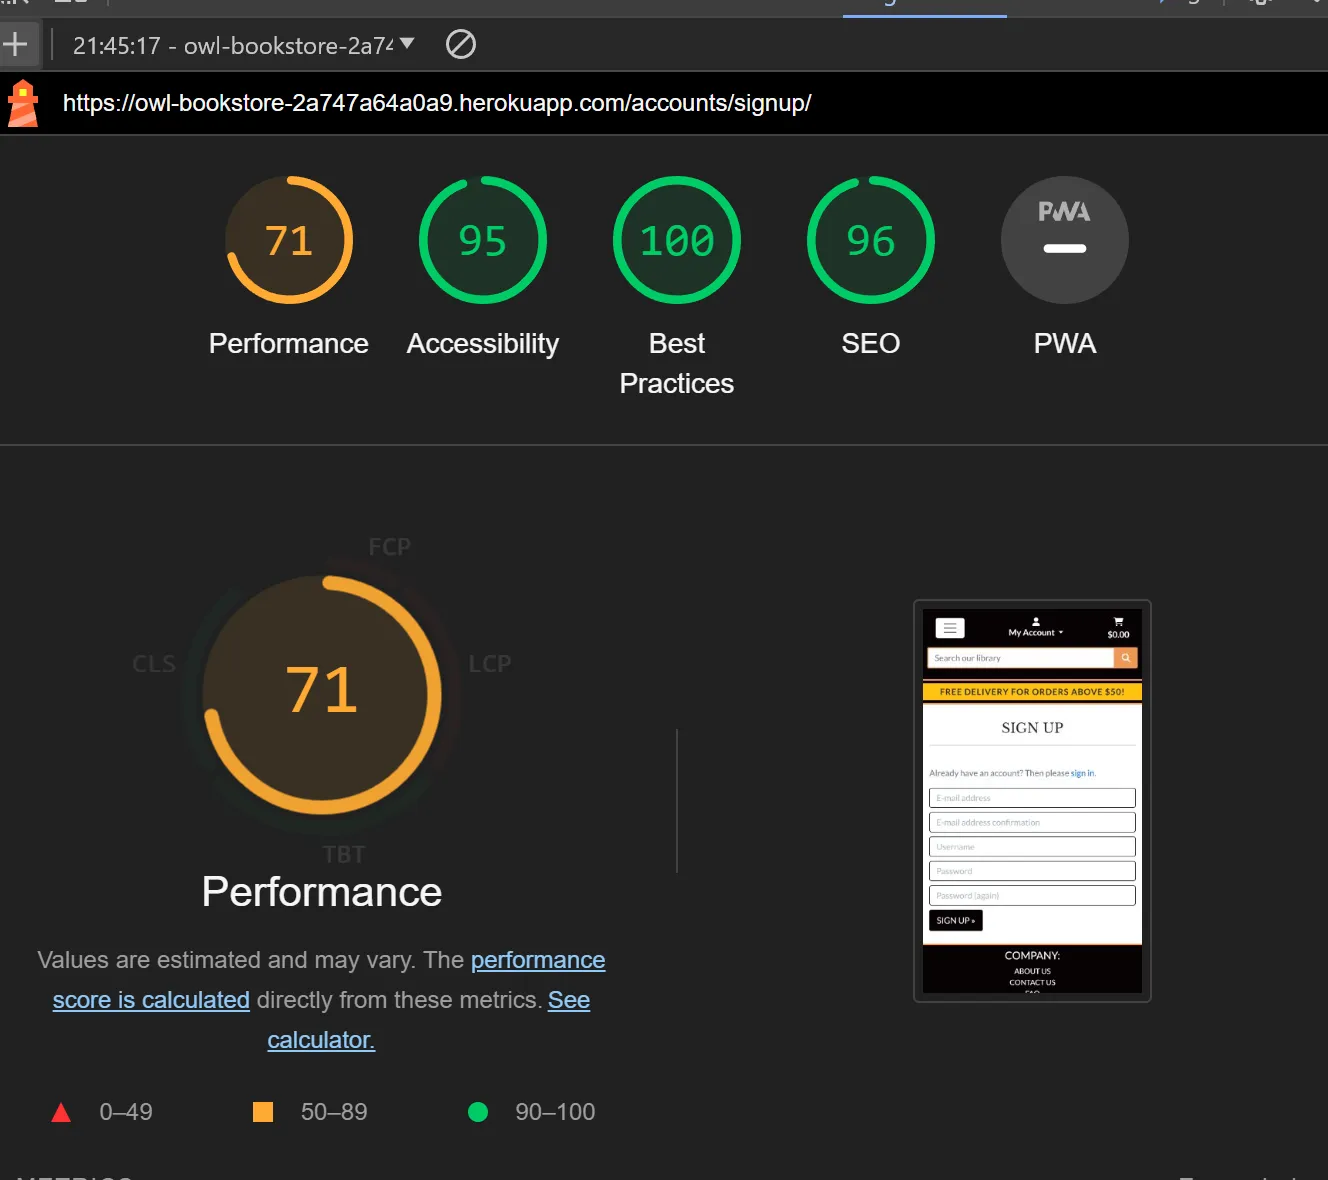 21:45:17 - owl-bookstore-2a74
https://owl-bookstore-2a747a64a0a9.herokuapp.com/accounts/signup/
71
95
100
96
PWA
Performance
Accessibility
Best
Practices
SEO
PWA
FCP
CLS
LCP
71
TBT
Performance
Values are estimated and may vary. The performance
score is calculated directly from these metrics. See
calculator.
0–49
50–89
90–100
My Account
$0.00
Search our library
FREE DELIVERY FOR ORDERS ABOVE $50!
SIGN UP
Already have an account? Then please sign in.
E-mail address
E-mail address confirmation
Username
Password
Password (again)
SIGN UP »
COMPANY:
ABOUT US
CONTACT US
FAQ
METRICS